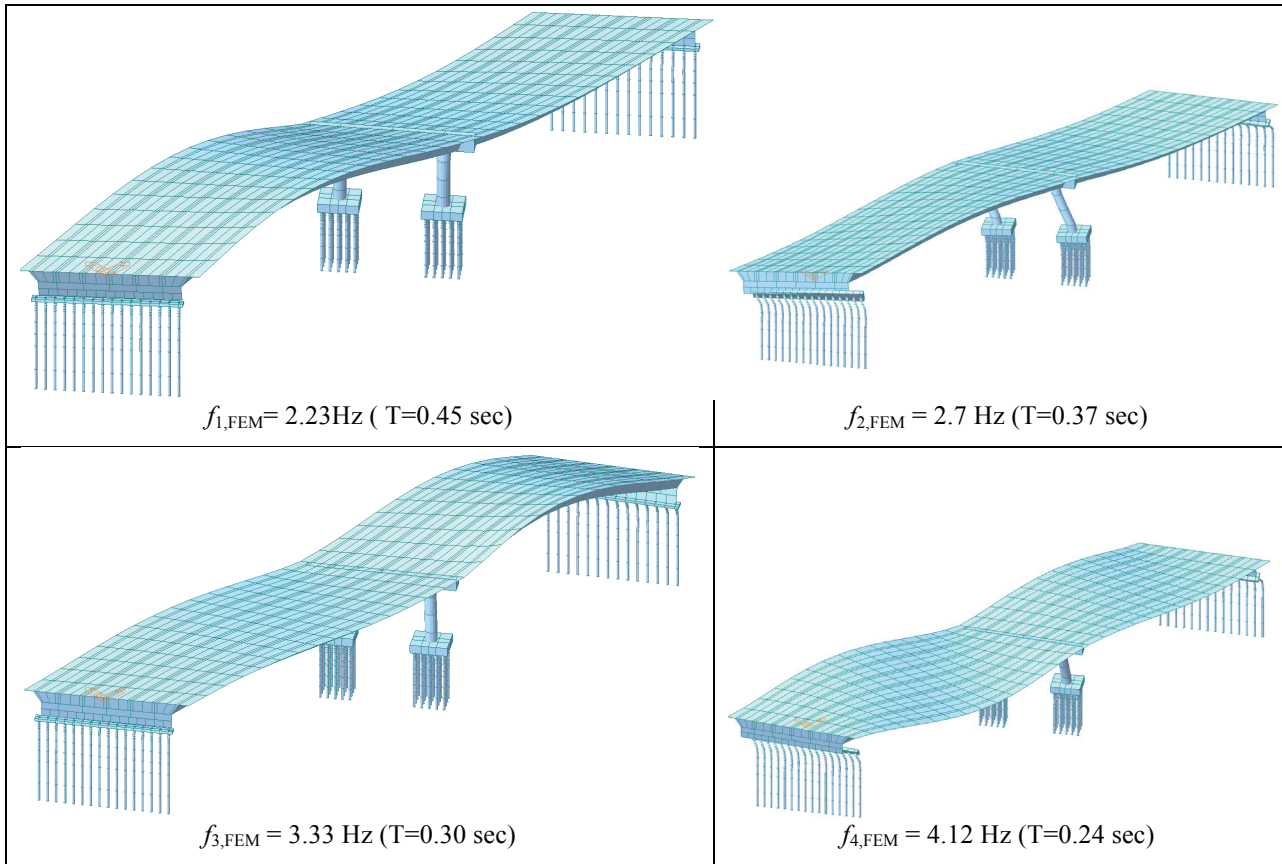 f1,FEM= 2.23Hz ( T=0.45 sec)
f2,FEM = 2.7 Hz (T=0.37 sec)
f3,FEM = 3.33 Hz (T=0.30 sec)
f4,FEM = 4.12 Hz (T=0.24 sec)